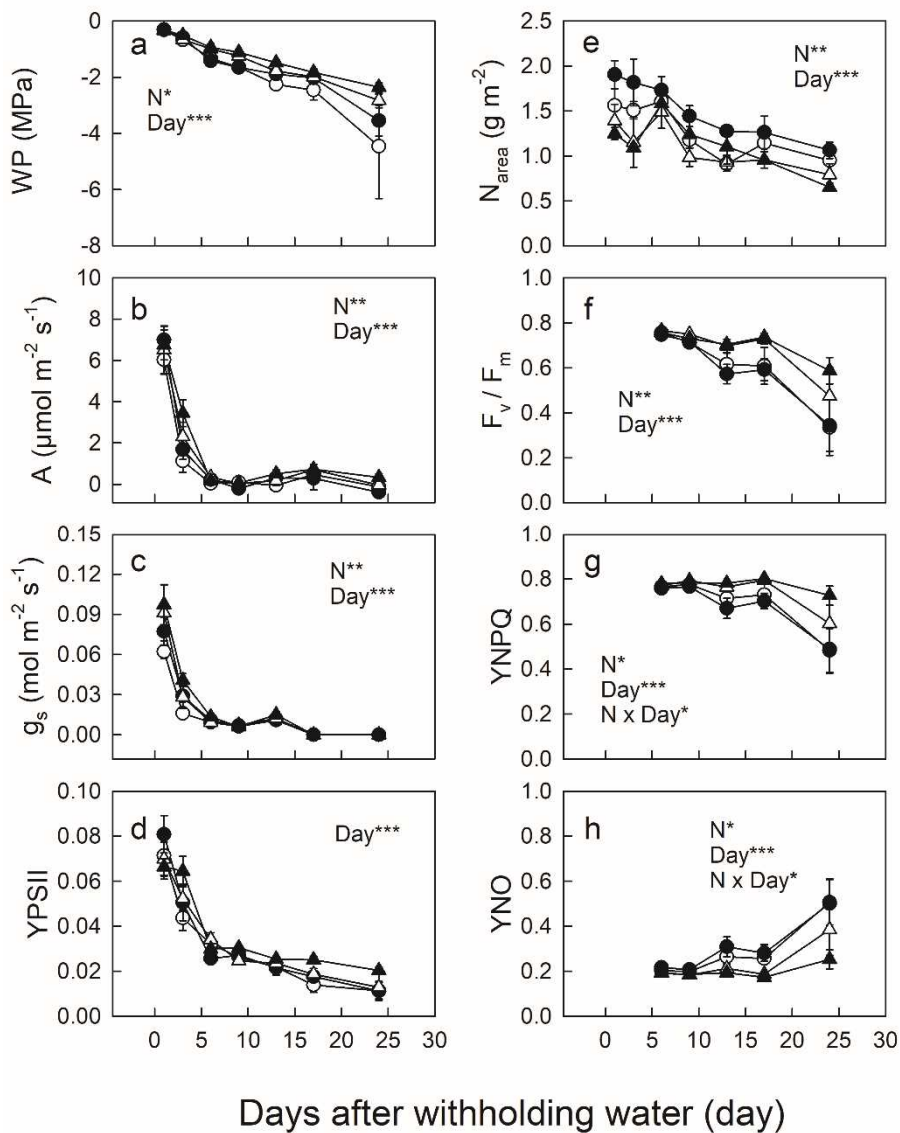 a
WP (MPa)
0
-2
-4
-6
-8
N*
Day***
b
A (μmol m⁻² s⁻¹)
10
8
6
4
2
0
N**
Day***
c
gₛ (mol m⁻² s⁻¹)
0.15
0.12
0.09
0.06
0.03
0.00
N**
Day***
d
YPSII
0.10
0.08
0.06
0.04
0.02
0.00
Day***
0 5 10 15 20 25 30
e
N_area (g m⁻²)
2.5
2.0
1.5
1.0
0.5
0.0
N**
Day***
f
F_v / F_m
1.0
0.8
0.6
0.4
0.2
0.0
N**
Day***
g
YNPQ
1.0
0.8
0.6
0.4
0.2
0.0
N*
Day***
N x Day*
h
YNO
1.0
0.8
0.6
0.4
0.2
0.0
N*
Day***
N x Day*
0 5 10 15 20 25 30
Days after withholding water (day)